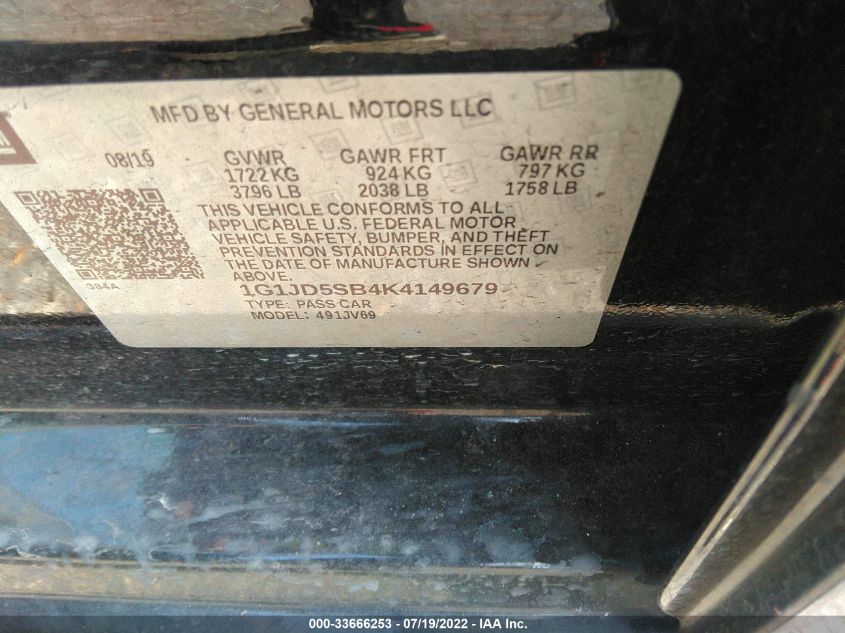 MFD BY GENERAL MOTORS LLC
08/19 GVWR GAWR FRT GAWR RR
1722 KG 924 KG 797 KG
3796 LB 2038 LB 1758 LB
THIS VEHICLE CONFORMS TO ALL
APPLICABLE U.S. FEDERAL MOTOR
VEHICLE SAFETY, BUMPER, AND THEFT
PREVENTION STANDARDS IN EFFECT ON
THE DATE OF MANUFACTURE SHOWN
ABOVE.
384A
1G1JD5SB4K4149679
TYPE: PASS CAR
MODEL: 491JV69
000-33666253 - 07/19/2022 - IAA Inc.